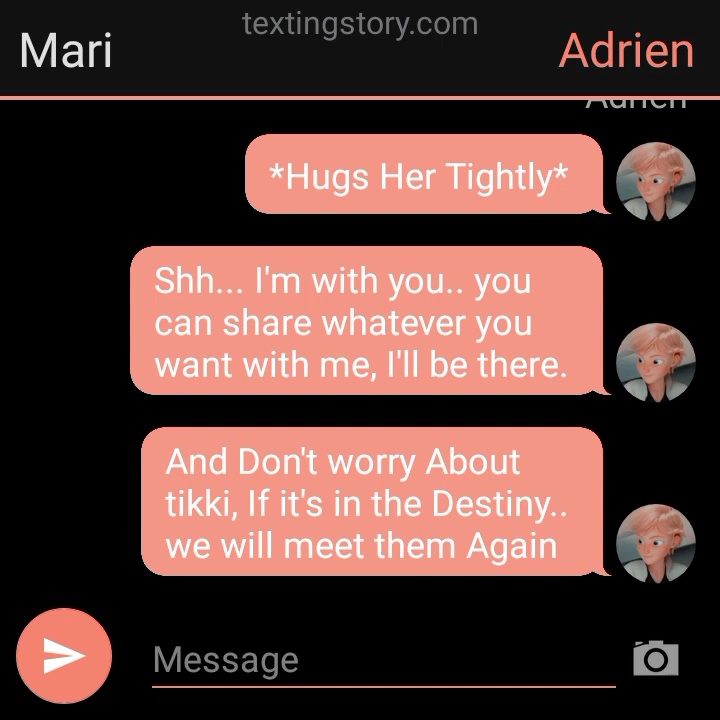 textingstory.com
Mari
Adrien
Adrien
*Hugs Her Tightly*
Shh... I'm with you.. you
can share whatever you
want with me, I'll be there.
And Don't worry About
tikki, If it's in the Destiny..
we will meet them Again
Message